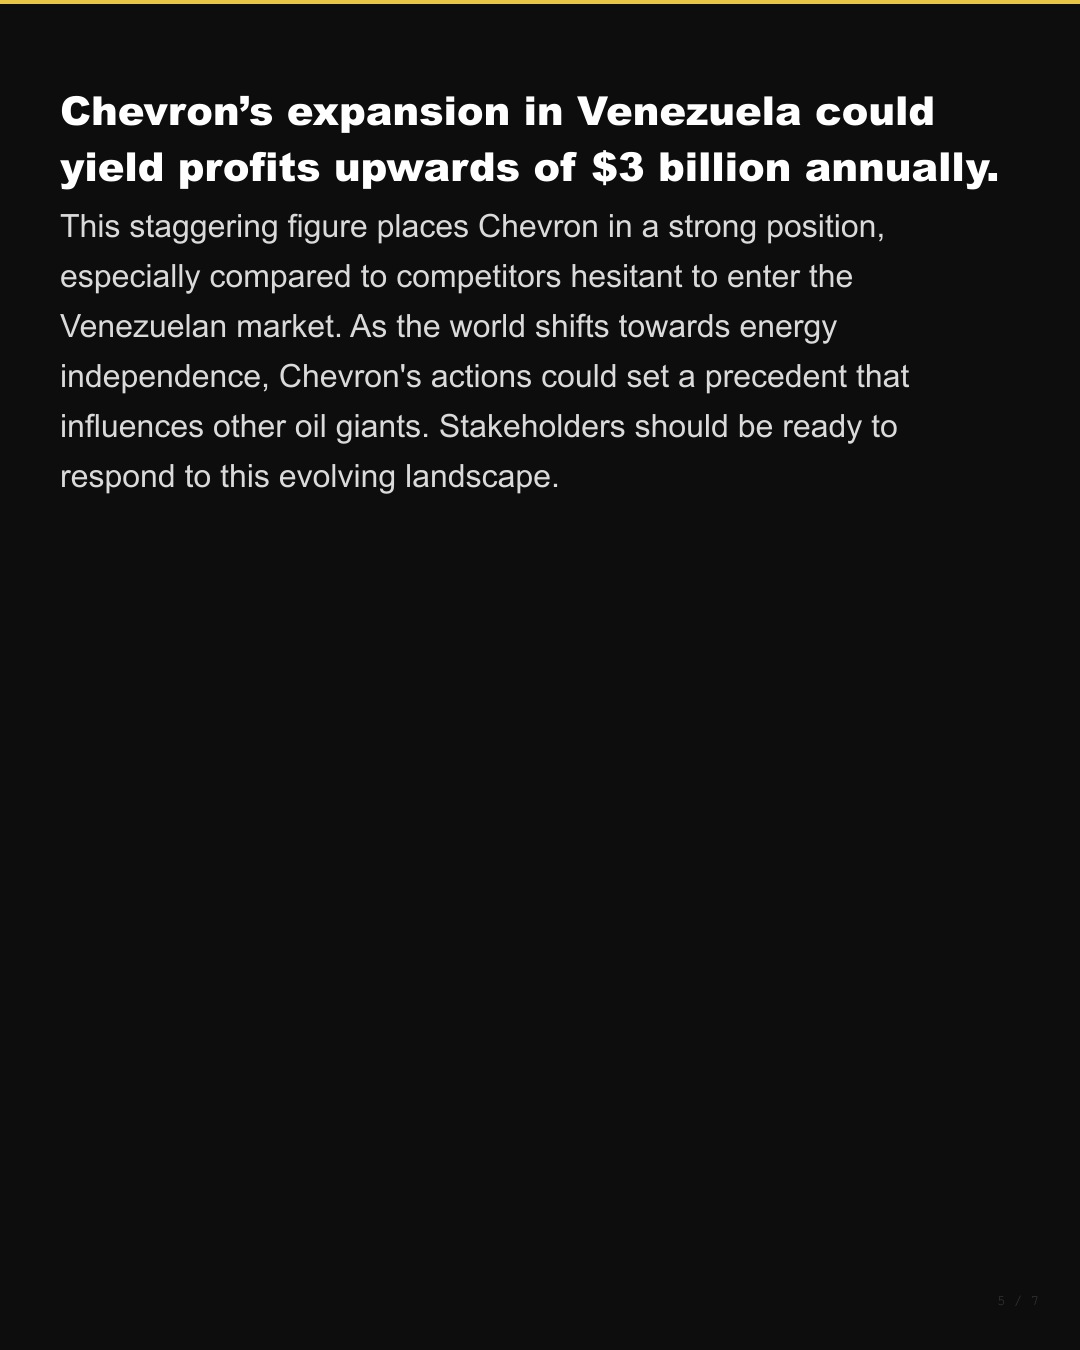 Chevron’s expansion in Venezuela could
yield profits upwards of $3 billion annually.
This staggering figure places Chevron in a strong position,
especially compared to competitors hesitant to enter the
Venezuelan market. As the world shifts towards energy
independence, Chevron's actions could set a precedent that
influences other oil giants. Stakeholders should be ready to
respond to this evolving landscape.
5 / 7